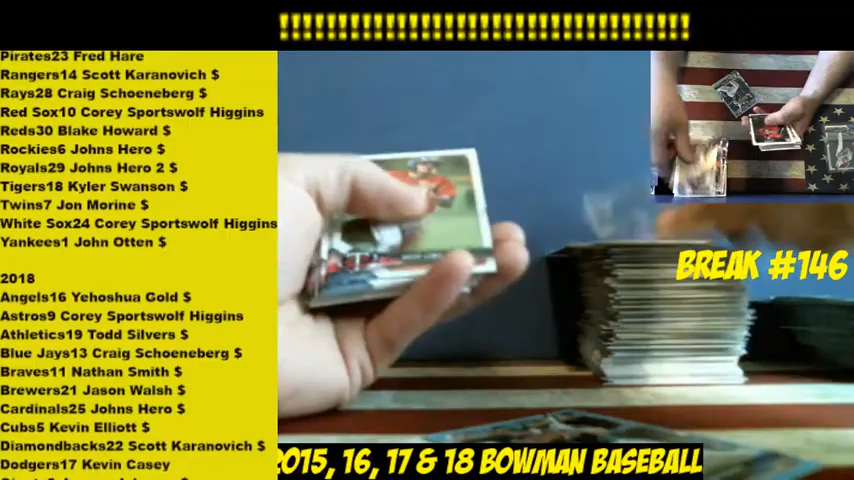 !!!!!!!!!!!!!!!!!!!!!!!!!!!!!!!!!!!!!!!!
Pirates23 Fred Hare
Rangers14 Scott Karanovich $
Rays28 Craig Schoeneberg $
Red Sox10 Corey Sportswolf Higgins
Reds30 Blake Howard $
Rockies6 Johns Hero $
Royals29 Johns Hero 2 $
Tigers18 Kyler Swanson $
Twins7 Jon Morine $
White Sox24 Corey Sportswolf Higgins
Yankees1 John Otten $
2018
Angels16 Yehoshua Gold $
Astros9 Corey Sportswolf Higgins
Athletics19 Todd Silvers $
Blue Jays13 Craig Schoeneberg $
Braves11 Nathan Smith $
Brewers21 Jason Walsh $
Cardinals25 Johns Hero $
Cubs5 Kevin Elliott $
Diamondbacks22 Scott Karanovich $
Dodgers17 Kevin Casey
BREAK #146
2015, 16, 17 & 18 BOWMAN BASEBALL